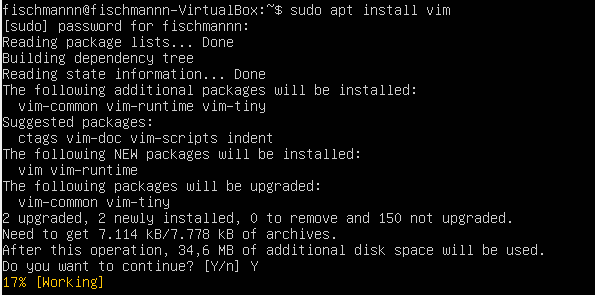 fischmannn@fischmannn-VirtualBox:~$ sudo apt install vim
[sudo] password for fischmannn:
Reading package lists... Done
Building dependency tree
Reading state information... Done
The following additional packages will be installed:
  vim-common vim-runtime vim-tiny
Suggested packages:
  ctags vim-doc vim-scripts indent
The following NEW packages will be installed:
  vim vim-runtime
The following packages will be upgraded:
  vim-common vim-tiny
2 upgraded, 2 newly installed, 0 to remove and 150 not upgraded.
Need to get 7.114 kB/7.778 kB of archives.
After this operation, 34,6 MB of additional disk space will be used.
Do you want to continue? [Y/n] Y
17% [Working]